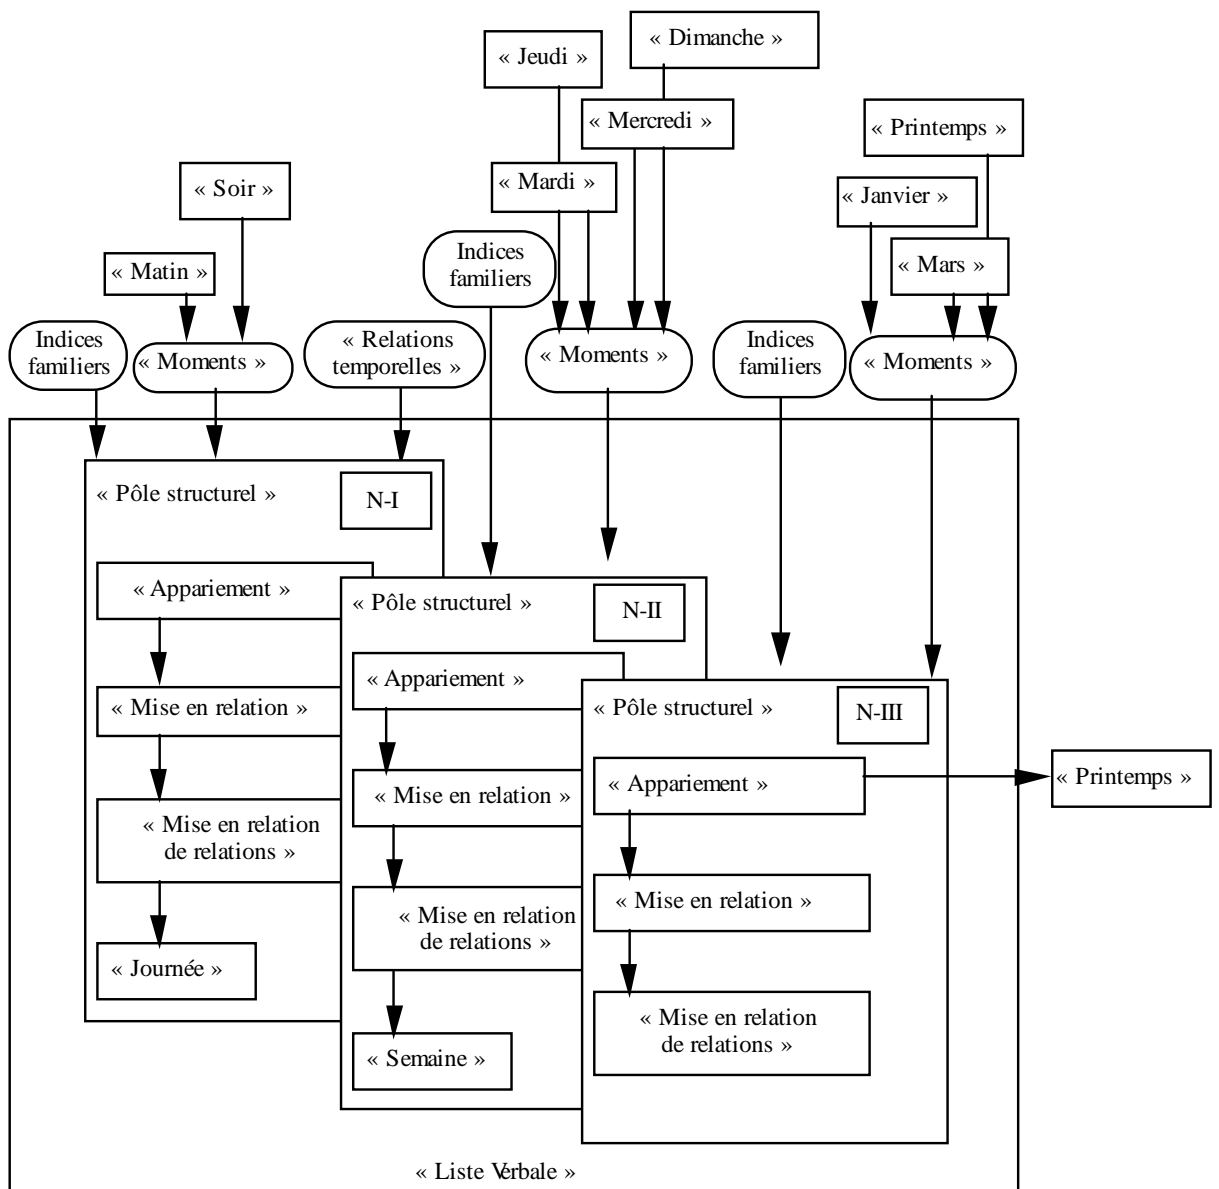 « Dimanche »
« Jeudi »
« Mercredi »
« Printemps »
« Soir »
« Mardi »
« Janvier »
« Matin »
Indices
familiers
« Mars »
Indices
familiers
« Moments »
« Relations
temporelles »
« Moments »
Indices
familiers
« Moments »
« Pôle structurel »
N-I
« Appariement »
« Mise en relation »
« Mise en relation
de relations »
« Journée »
« Pôle structurel »
N-II
« Appariement »
« Mise en relation »
« Mise en relation
de relations »
« Semaine »
« Pôle structurel »
N-III
« Appariement »
« Mise en relation »
« Mise en relation
de relations »
« Printemps »
« Liste Verbale »